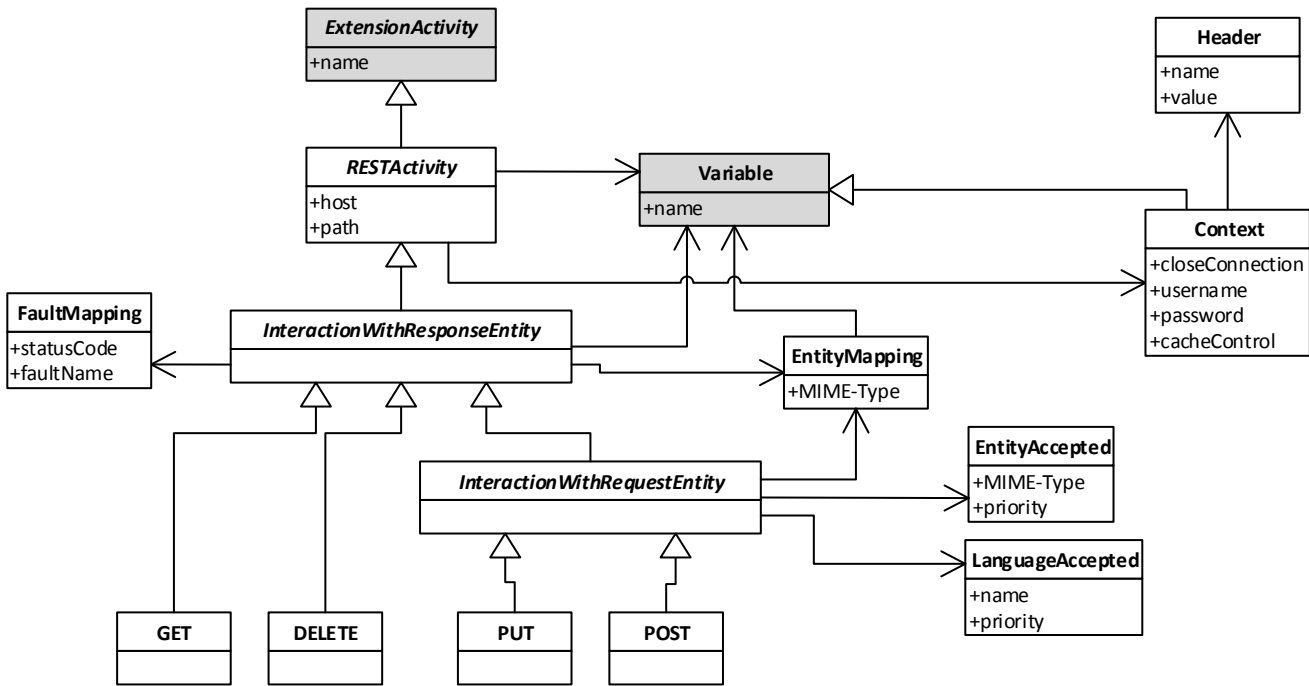 ExtensionActivity
+name
Header
+name
+value
RESTActivity
+host
+path
Variable
+name
Context
+closeConnection
+username
+password
+cacheControl
FaultMapping
+statusCode
+faultName
InteractionWithResponseEntity
EntityMapping
+MIME-Type
EntityAccepted
+MIME-Type
+priority
InteractionWithRequestEntity
LanguageAccepted
+name
+priority
GET
DELETE
PUT
POST